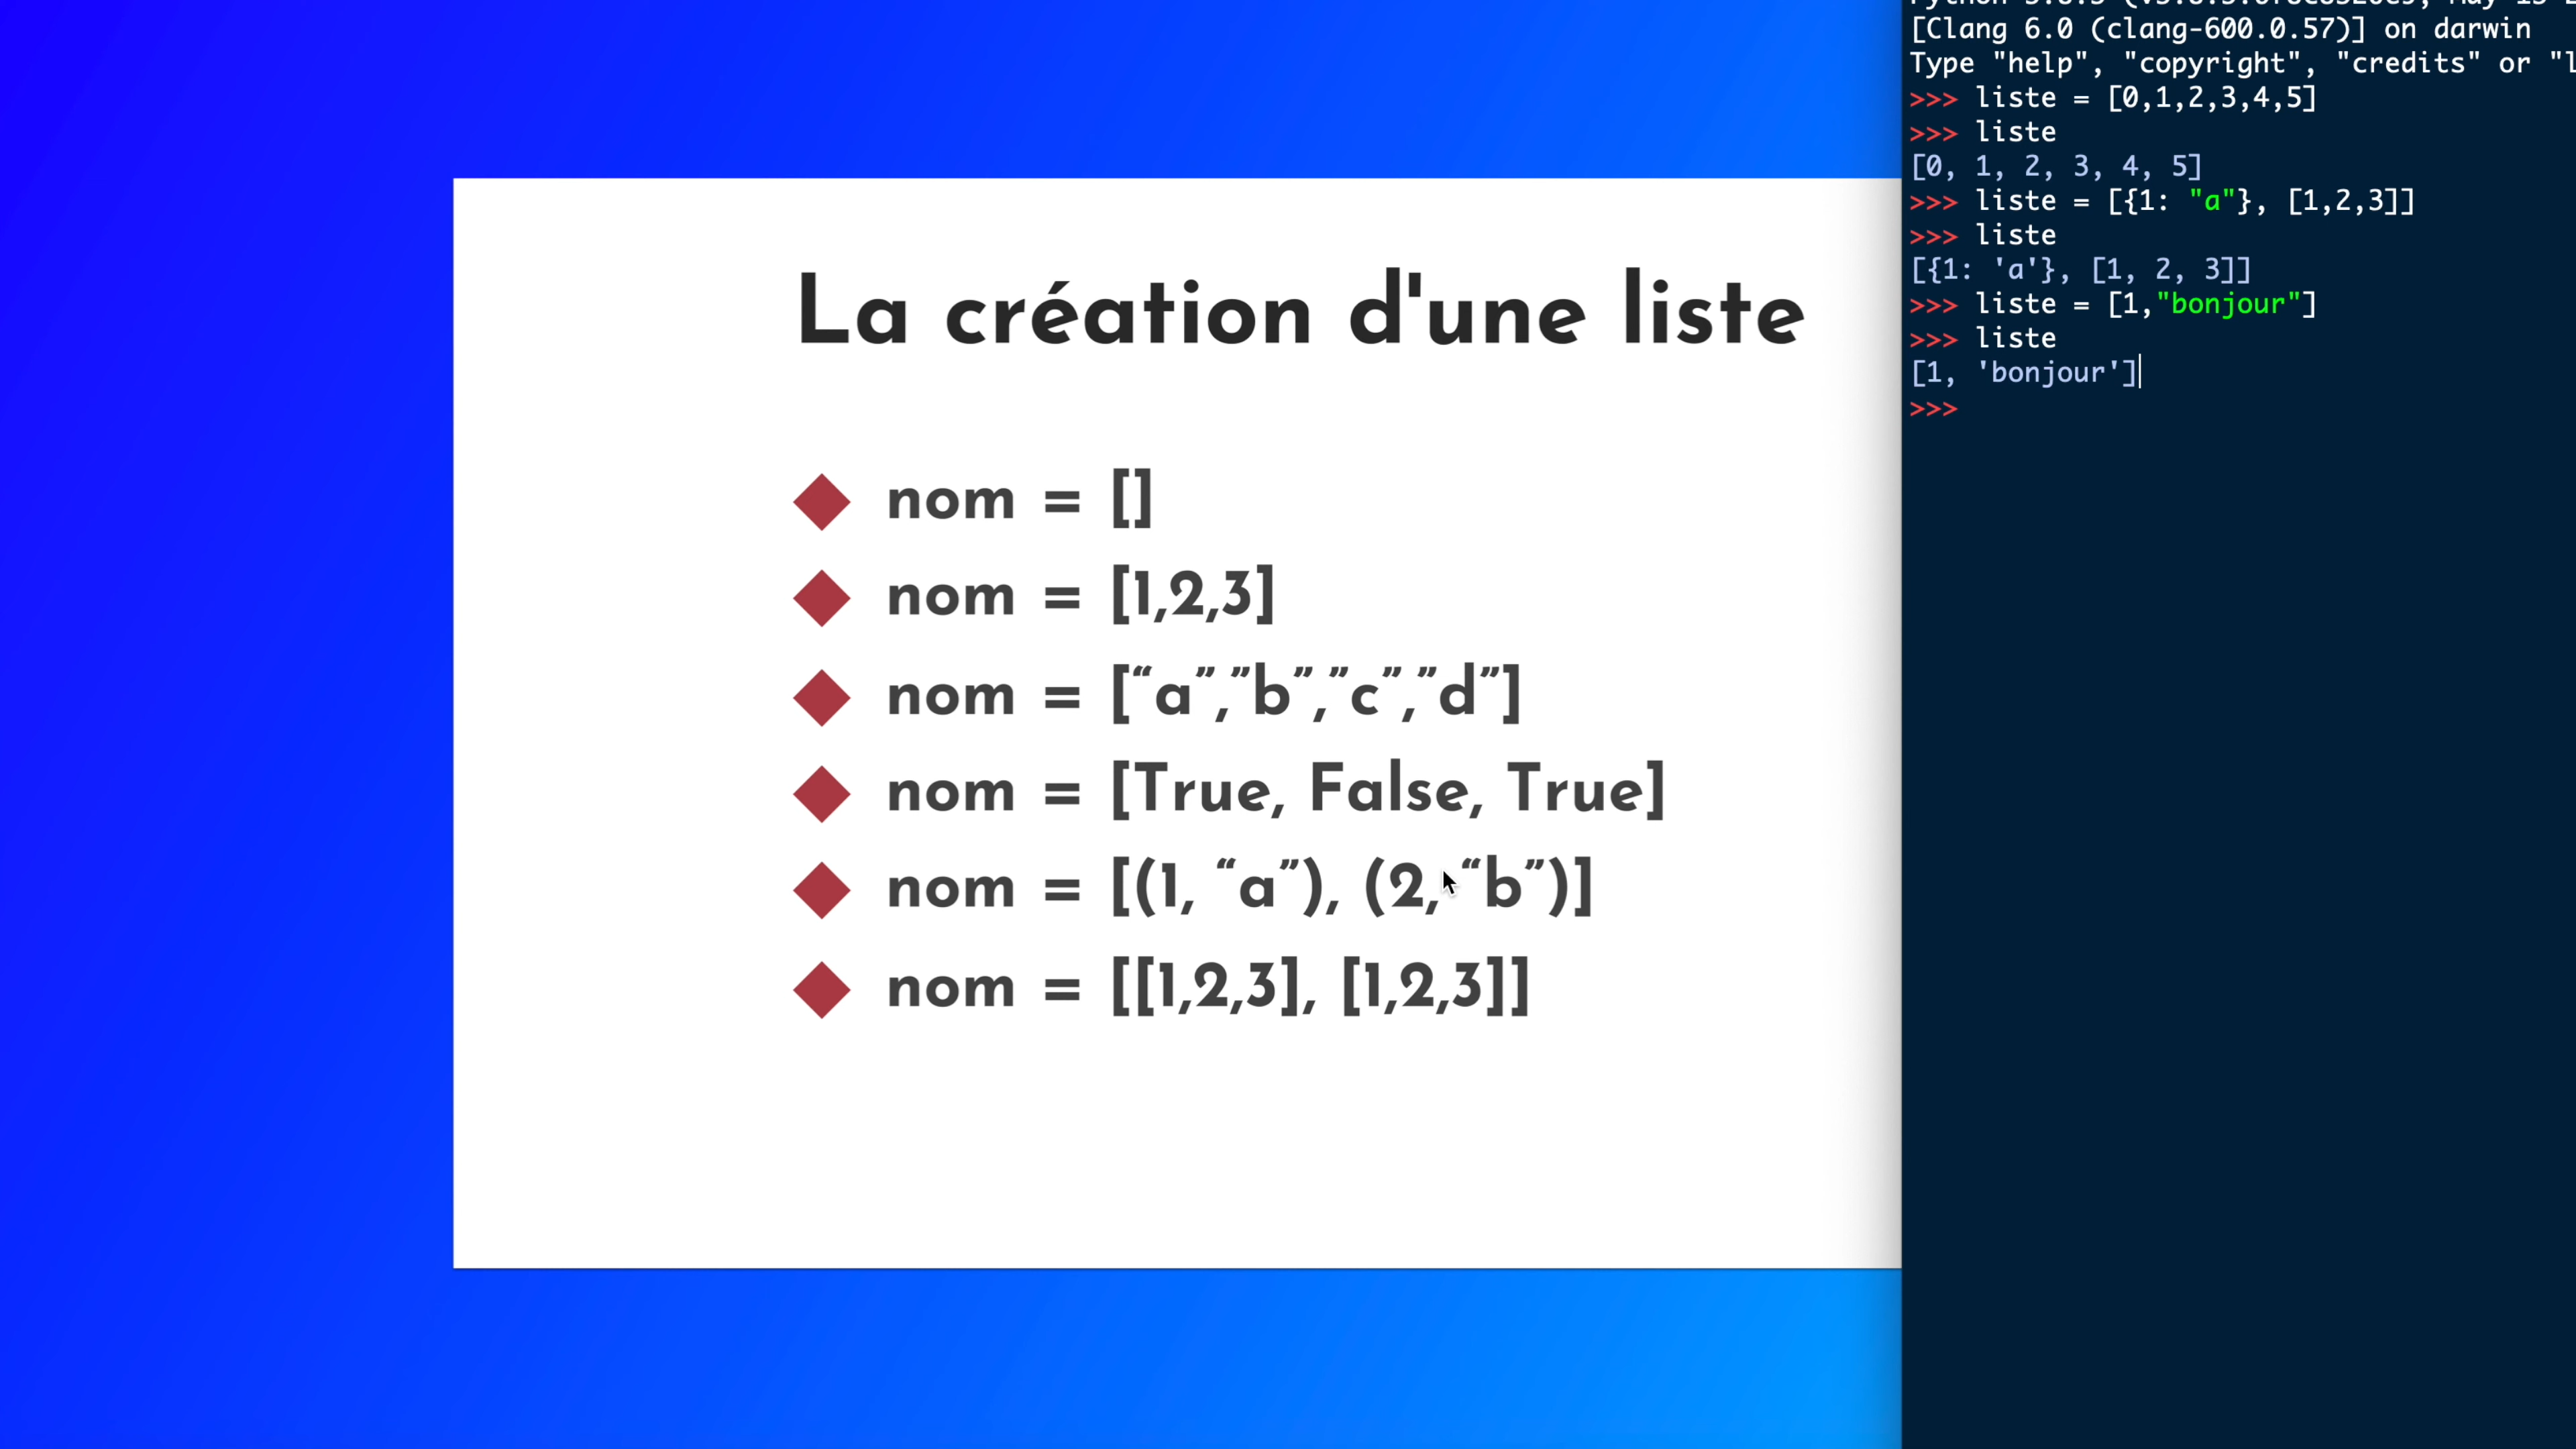 La création d'une liste
nom = []
nom = [1,2,3]
nom = [“a”,”b”,”c”,”d”]
nom = [True, False, True]
nom = [(1, “a”), (2, “b”)]
nom = [[1,2,3], [1,2,3]]
[Clang 6.0 (clang-600.0.57)] on darwin
Type "help", "copyright", "credits" or "l
>>> liste = [0,1,2,3,4,5]
>>> liste
[0, 1, 2, 3, 4, 5]
>>> liste = [{1: "a"}, [1,2,3]]
>>> liste
[{1: 'a'}, [1, 2, 3]]
>>> liste = [1,"bonjour"]
>>> liste
[1, 'bonjour']
>>>